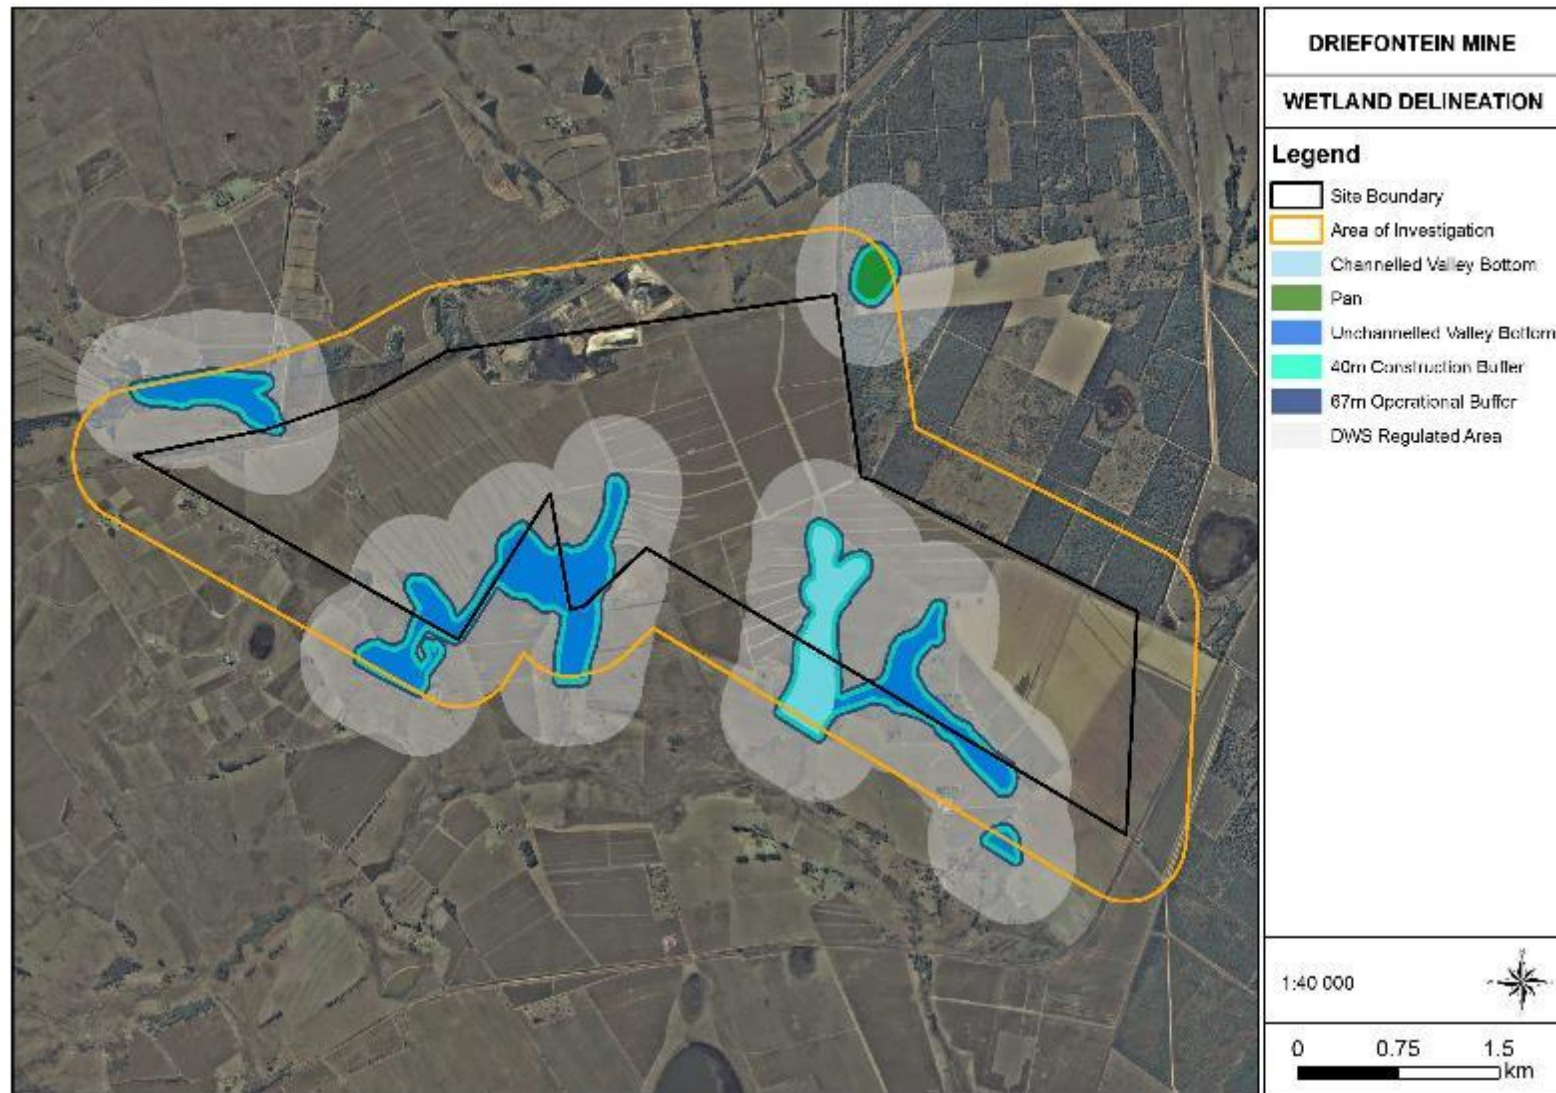 DRIEFONTEIN MINE
WETLAND DELINEATION
Legend
Site Boundary
Area of Investigation
Channelled Valley Bottom
Pan
Unchannelled Valley Bottom
40m Construction Buffer
67m Operational Buffer
DWS Regulated Area
1:40 000
0 0.75 1.5
km